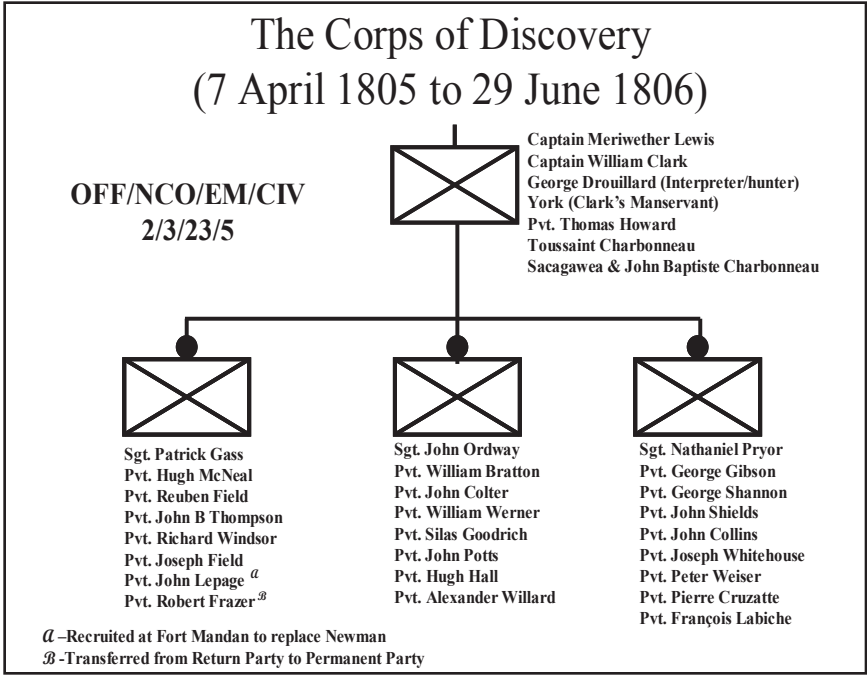 The Corps of Discovery
(7 April 1805 to 29 June 1806)
OFF/NCO/EM/CIV
2/3/23/5
Captain Meriwether Lewis
Captain William Clark
George Drouillard (Interpreter/hunter)
York (Clark's Manservant)
Pvt. Thomas Howard
Toussaint Charbonneau
Sacagawea & John Baptiste Charbonneau
Sgt. Patrick Gass
Pvt. Hugh McNeal
Pvt. Reuben Field
Pvt. John B Thompson
Pvt. Richard Windsor
Pvt. Joseph Field
Pvt. John Lepage a
Pvt. Robert Frazer B
Sgt. John Ordway
Pvt. William Bratton
Pvt. John Colter
Pvt. William Werner
Pvt. Silas Goodrich
Pvt. John Potts
Pvt. Hugh Hall
Pvt. Alexander Willard
Sgt. Nathaniel Pryor
Pvt. George Gibson
Pvt. George Shannon
Pvt. John Shields
Pvt. John Collins
Pvt. Joseph Whitehouse
Pvt. Peter Weiser
Pvt. Pierre Cruzatte
Pvt. François Labiche
a –Recruited at Fort Mandan to replace Newman
B -Transferred from Return Party to Permanent Party